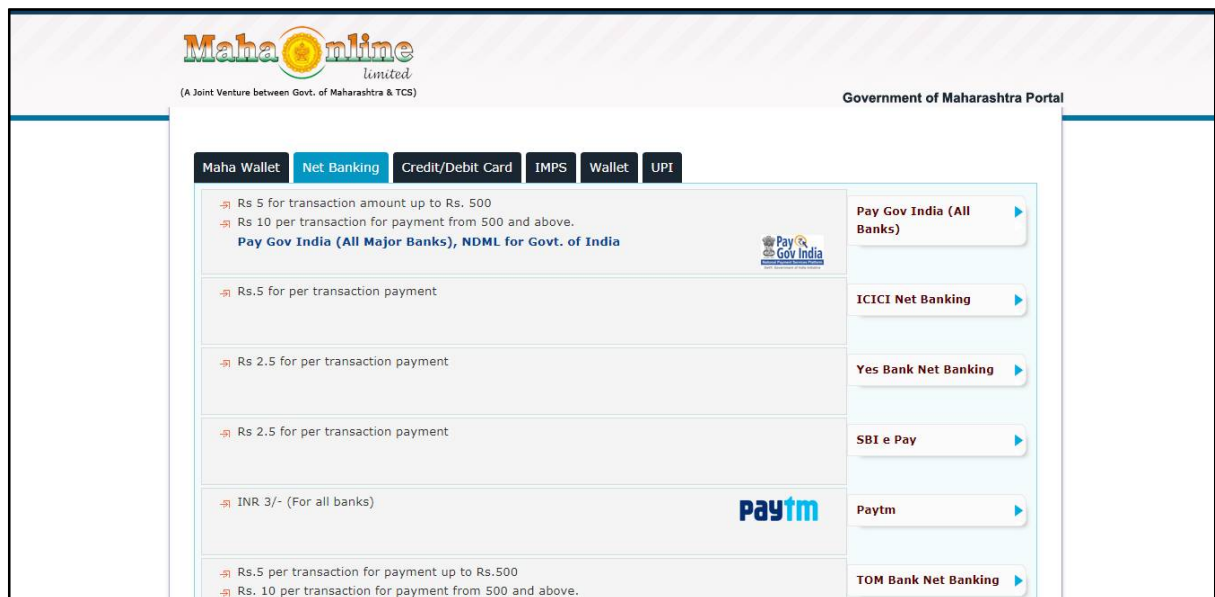 Maha Online
limited
(A Joint Venture between Govt. of Maharashtra & TCS)
Government of Maharashtra Portal
Maha Wallet Net Banking Credit/Debit Card IMPS Wallet UPI
Rs 5 for transaction amount up to Rs. 500
Rs 10 per transaction for payment from 500 and above.
Pay Gov India (All Major Banks), NDML for Govt. of India
Pay
Gov India
Pay Gov India (All
Banks)
Rs.5 for per transaction payment
ICICI Net Banking
Rs 2.5 for per transaction payment
Yes Bank Net Banking
Rs 2.5 for per transaction payment
SBI e Pay
INR 3/- (For all banks)
paytm
Paytm
Rs.5 per transaction for payment up to Rs.500
Rs. 10 per transaction for payment from 500 and above.
TOM Bank Net Banking